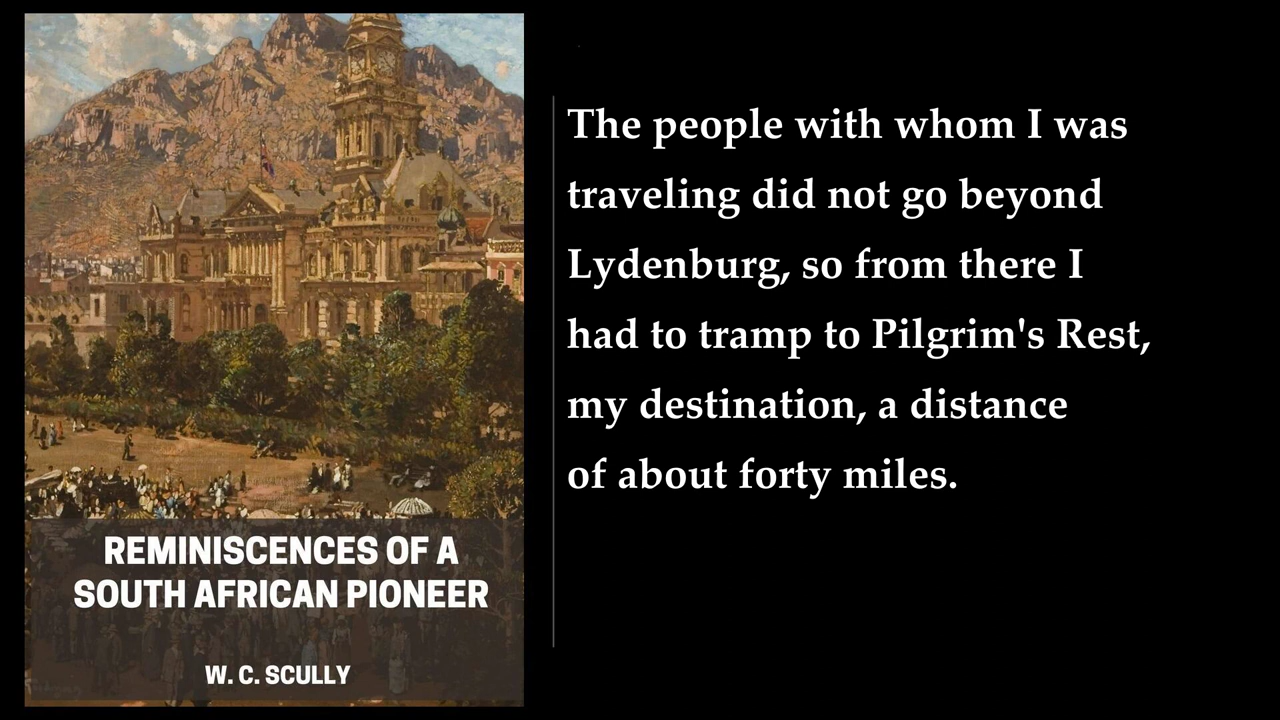 The people with whom I was
traveling did not go beyond
Lydenburg, so from there I
had to tramp to Pilgrim's Rest,
my destination, a distance
of about forty miles.
REMINISCENCES OF A
SOUTH AFRICAN PIONEER
W. C. SCULLY